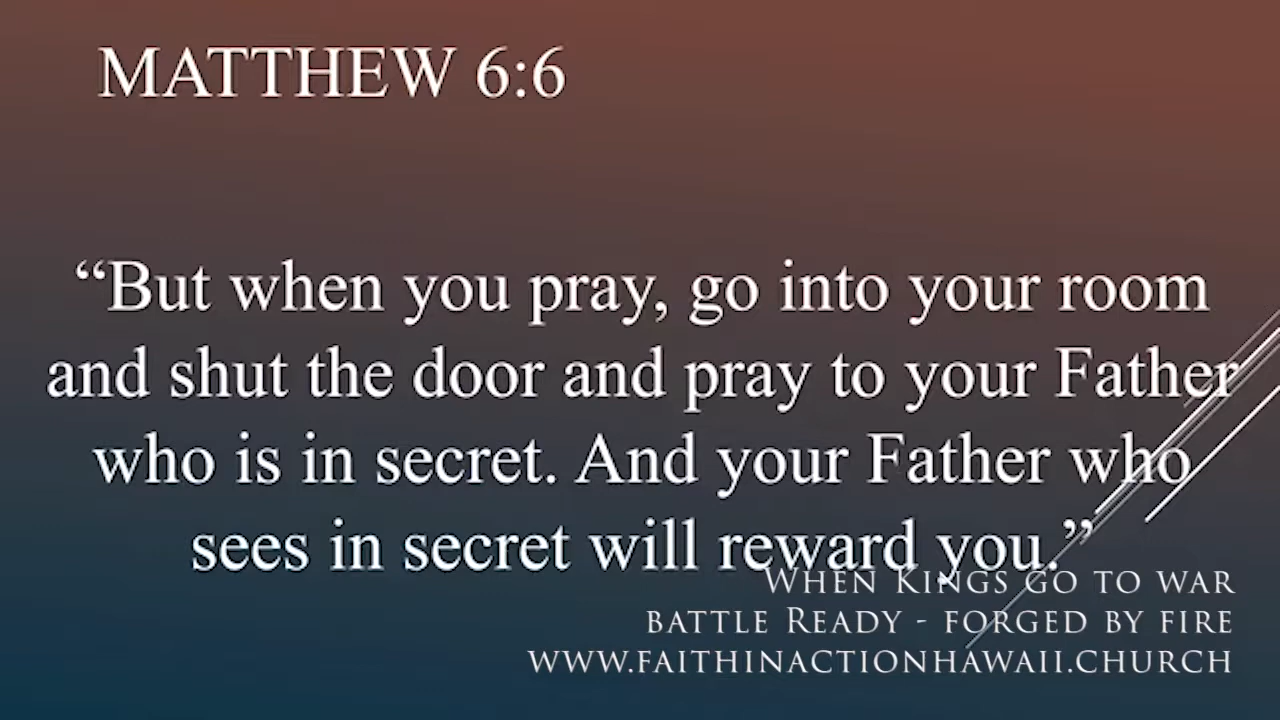 MATTHEW 6:6
“But when you pray, go into your room
and shut the door and pray to your Father
who is in secret. And your Father who
sees in secret will reward you.”
When Kings go to war
battle Ready - forged by fire
www.faithinactionhawaii.church